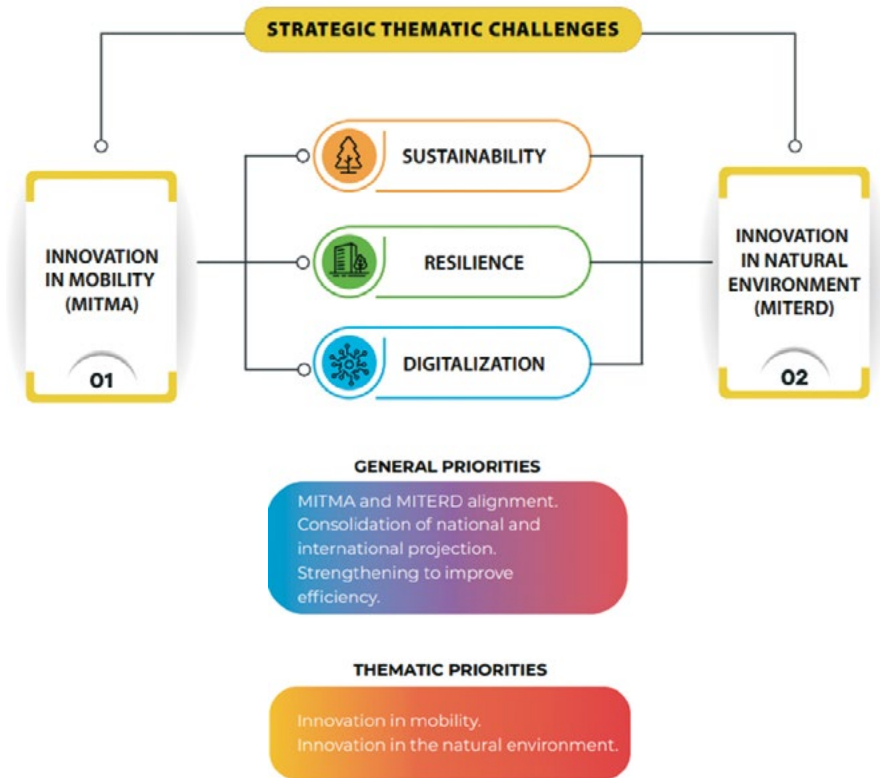 STRATEGIC THEMATIC CHALLENGES
SUSTAINABILITY
INNOVATION
IN MOBILITY
(MITMA)
01
RESILIENCE
INNOVATION
IN NATURAL
ENVIRONMENT
(MITERD)
02
DIGITALIZATION
GENERAL PRIORITIES
MITMA and MITERD alignment.
Consolidation of national and
international projection.
Strengthening to improve
efficiency.
THEMATIC PRIORITIES
Innovation in mobility.
Innovation in the natural environment.